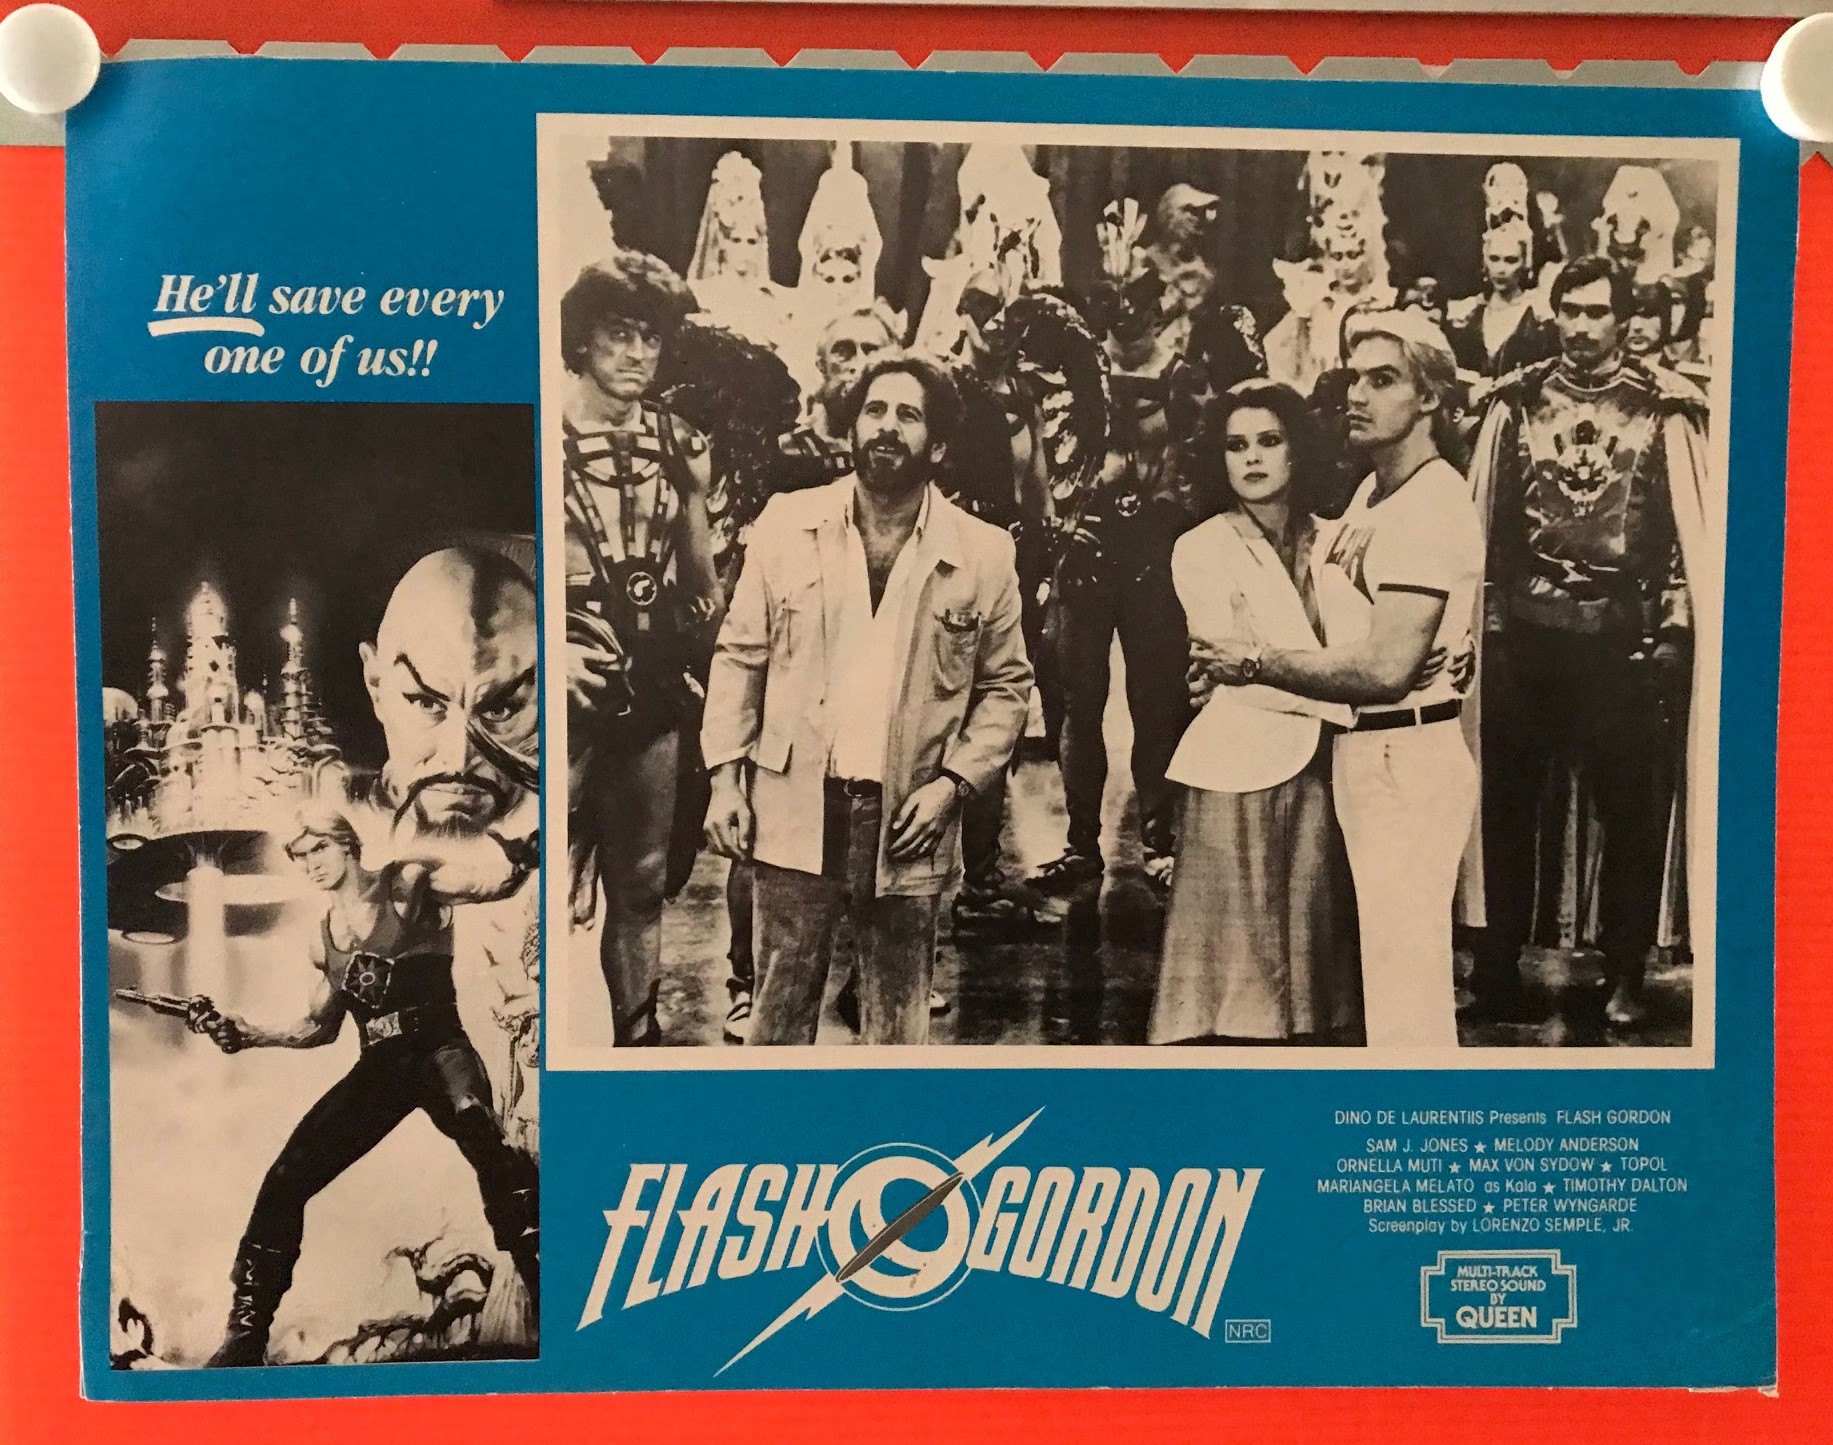 He'll save every
one of us!!
FLASH GORDON
NRC
DINO DE LAURENTIIS Presents FLASH GORDON
SAM J. JONES ★ MELODY ANDERSON
ORNELLA MUTI ★ MAX VON SYDOW ★ TOPOL
MARIANGELA MELATO as Kala ★ TIMOTHY DALTON
BRIAN BLESSED ★ PETER WYNGARDE
Screenplay by LORENZO SEMPLE, JR.
MULTI-TRACK
STEREO SOUND
BY
QUEEN